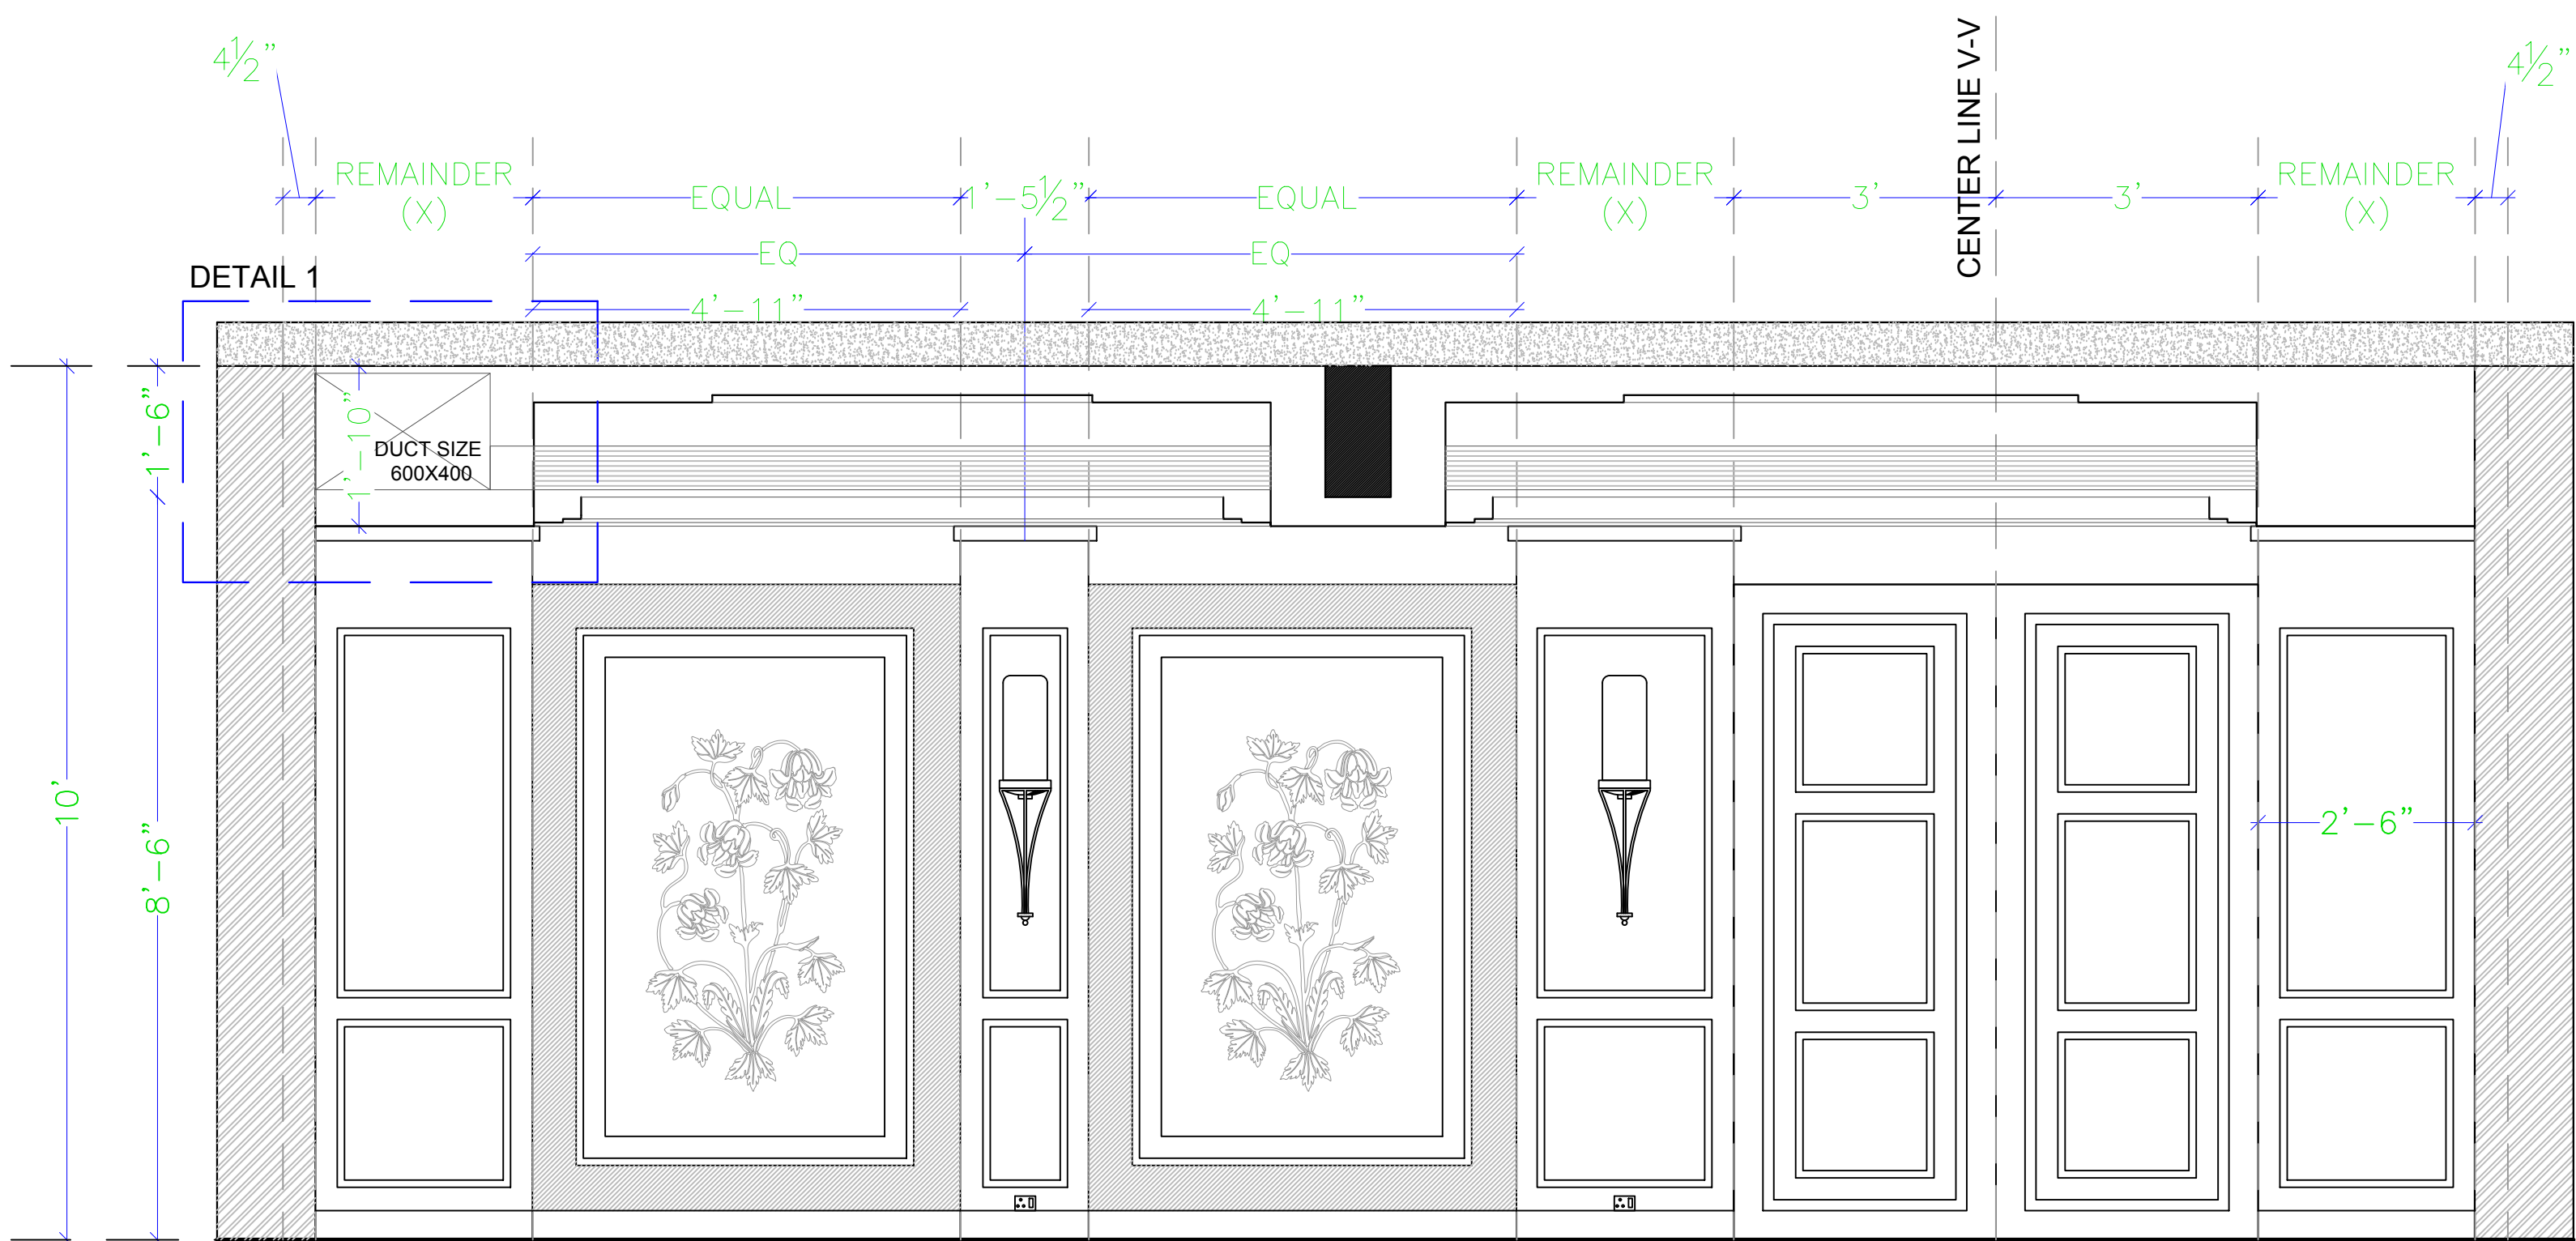 4½”
CENTER LINE V-V
4½”
REMAINDER
(X)
EQUAL
1’-5½”
EQUAL
REMAINDER
(X)
3’
3’
REMAINDER
(X)
EQ
EQ
DETAIL 1
4’-11”
4’-11”
1’-6”
1’-10”
DUCT SIZE
600X400
10’
8’-6”
2’-6”